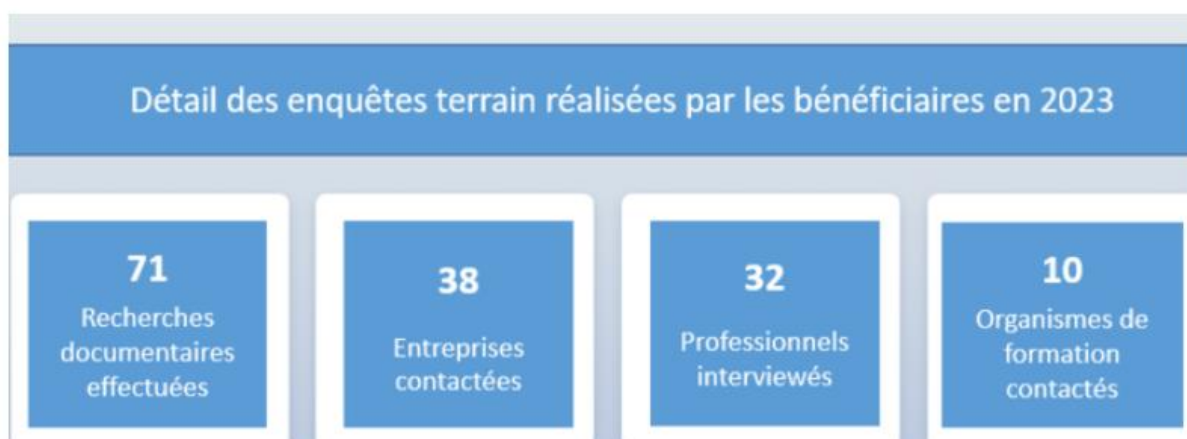 Détail des enquêtes terrain réalisées par les bénéficiaires en 2023
71
Recherches
documentaires
effectuées
38
Entreprises
contactées
32
Professionnels
interviewés
10
Organismes de
formation
contactés